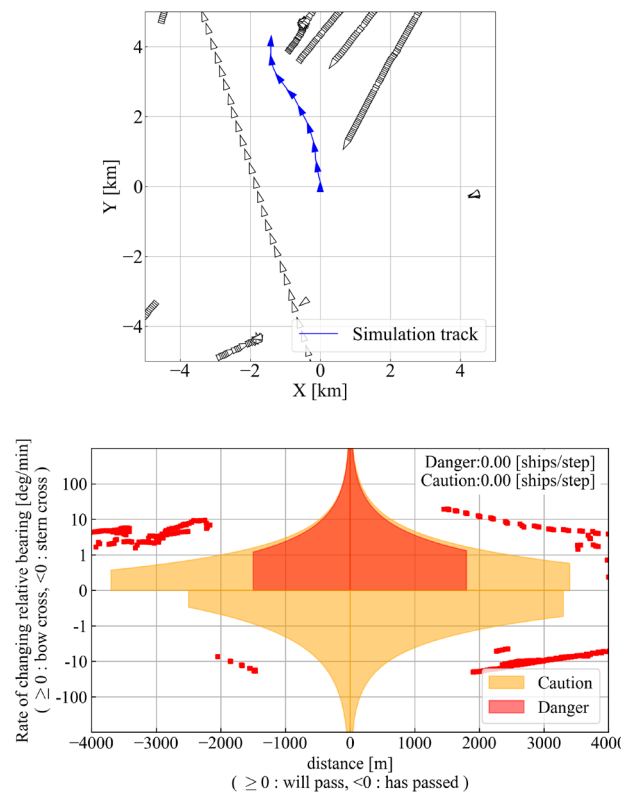 4
2
0
−2
−4
Y [km]
Simulation track
−4
−2
0
2
4
X [km]
Danger:0.00 [ships/step]
Caution:0.00 [ships/step]
Rate of changing relative bearing [deg/min]
( ≥ 0 : bow cross, <0 : stern cross )
100
10
1
0
-1
-10
-100
Caution
Danger
−4000
−3000
−2000
−1000
0
1000
2000
3000
4000
distance [m]
( ≥ 0 : will pass, <0 : has passed )